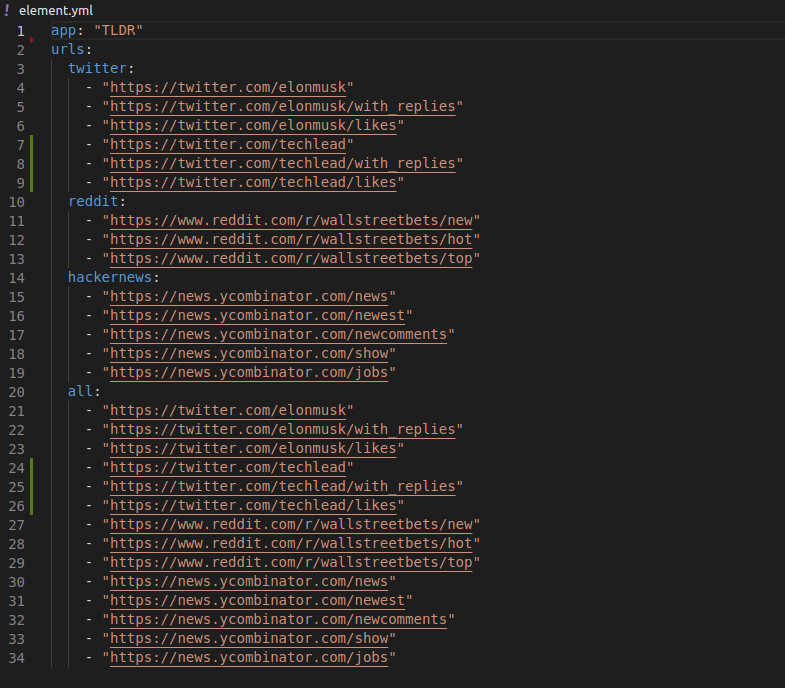 ! element.yml
1 app: "TLDR"
2 urls:
3 twitter:
4 - "https://twitter.com/elonmusk"
5 - "https://twitter.com/elonmusk/with_replies"
6 - "https://twitter.com/elonmusk/likes"
7 - "https://twitter.com/techlead"
8 - "https://twitter.com/techlead/with_replies"
9 - "https://twitter.com/techlead/likes"
10 reddit:
11 - "https://www.reddit.com/r/wallstreetbets/new"
12 - "https://www.reddit.com/r/wallstreetbets/hot"
13 - "https://www.reddit.com/r/wallstreetbets/top"
14 hackernews:
15 - "https://news.ycombinator.com/news"
16 - "https://news.ycombinator.com/newest"
17 - "https://news.ycombinator.com/newcomments"
18 - "https://news.ycombinator.com/show"
19 - "https://news.ycombinator.com/jobs"
20 all:
21 - "https://twitter.com/elonmusk"
22 - "https://twitter.com/elonmusk/with_replies"
23 - "https://twitter.com/elonmusk/likes"
24 - "https://twitter.com/techlead"
25 - "https://twitter.com/techlead/with_replies"
26 - "https://twitter.com/techlead/likes"
27 - "https://www.reddit.com/r/wallstreetbets/new"
28 - "https://www.reddit.com/r/wallstreetbets/hot"
29 - "https://www.reddit.com/r/wallstreetbets/top"
30 - "https://news.ycombinator.com/news"
31 - "https://news.ycombinator.com/newest"
32 - "https://news.ycombinator.com/newcomments"
33 - "https://news.ycombinator.com/show"
34 - "https://news.ycombinator.com/jobs"